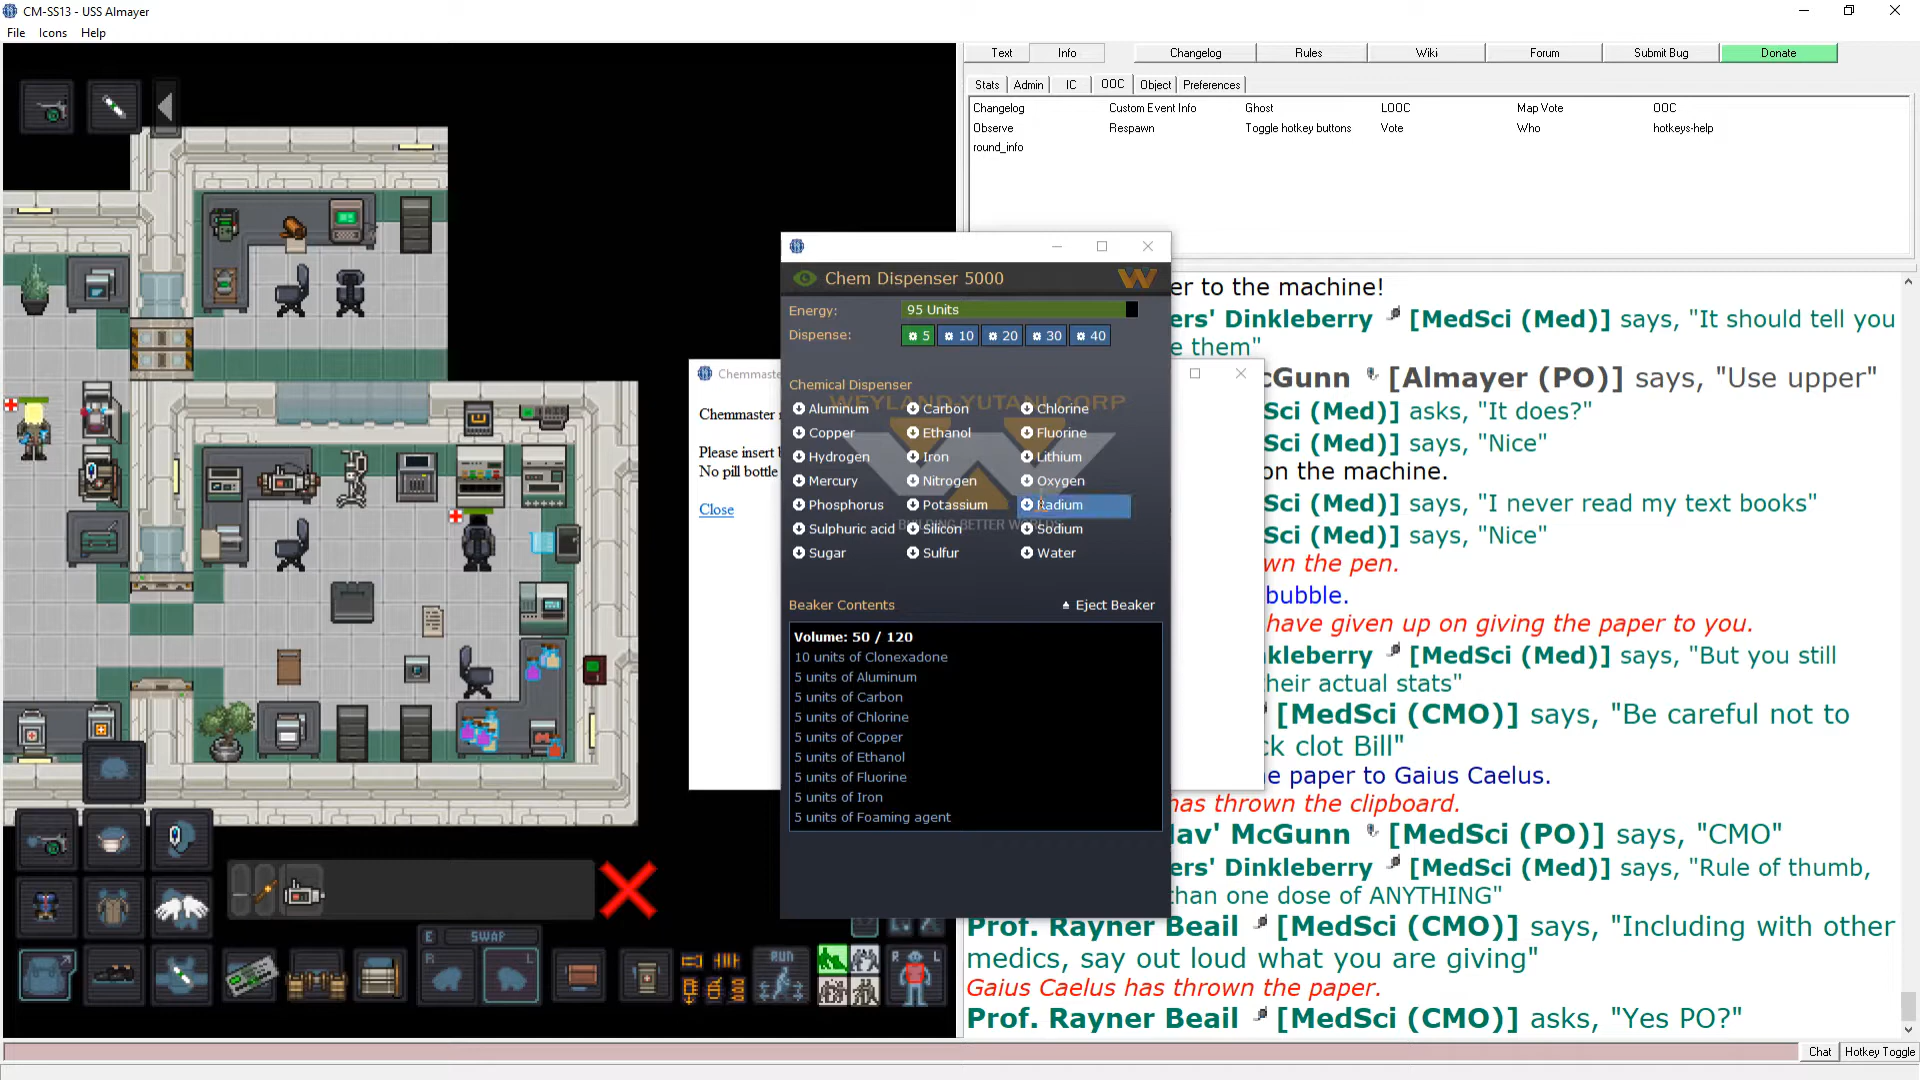 CM-SS13 - USS Almayer
File Icons Help
Text Info Changelog Rules Wiki Forum Submit Bug Donate
Stats Admin IC OOC Object Preferences
Changelog Custom Event Info Ghost LOOC Map Vote OOC
Observe Respawn Toggle hotkey buttons Vote Who hotkeys-help
round_info
Chem Dispenser 5000
Energy: 95 Units
Dispense: 5 10 20 30 40
Chemical Dispenser
WEYLAND-YUTANI CORP
Aluminum Carbon Chlorine
Copper Ethanol Fluorine
Hydrogen Iron Lithium
Mercury Nitrogen Oxygen
Phosphorus Potassium Radium
BUILDING BETTER WORLDS
Sulphuric acid Silicon Sodium
Sugar Sulfur Water
Beaker Contents Eject Beaker
Volume: 50 / 120
10 units of Clonexadone
5 units of Aluminum
5 units of Carbon
5 units of Chlorine
5 units of Copper
5 units of Ethanol
5 units of Fluorine
5 units of Iron
5 units of Foaming agent
Chemmaste
Chemmaster
Please insert
No pill bottle
Close
er to the machine!
ers' Dinkleberry [MedSci (Med)] says, "It should tell you
e them"
cGunn [Almayer (PO)] says, "Use upper"
Sci (Med)] asks, "It does?"
Sci (Med)] says, "Nice"
on the machine.
Sci (Med)] says, "I never read my text books"
Sci (Med)] says, "Nice"
wn the pen.
bubble.
have given up on giving the paper to you.
nkleberry [MedSci (Med)] says, "But you still
heir actual stats"
[MedSci (CMO)] says, "Be careful not to
ck clot Bill"
e paper to Gaius Caelus.
has thrown the clipboard.
lav' McGunn [MedSci (PO)] says, "CMO"
ers' Dinkleberry [MedSci (Med)] says, "Rule of thumb,
than one dose of ANYTHING"
Prof. Rayner Beail [MedSci (CMO)] says, "Including with other
medics, say out loud what you are giving"
Gaius Caelus has thrown the paper.
Prof. Rayner Beail [MedSci (CMO)] asks, "Yes PO?"
E SWAP
R L
RUN
R L
Chat Hotkey Toggle